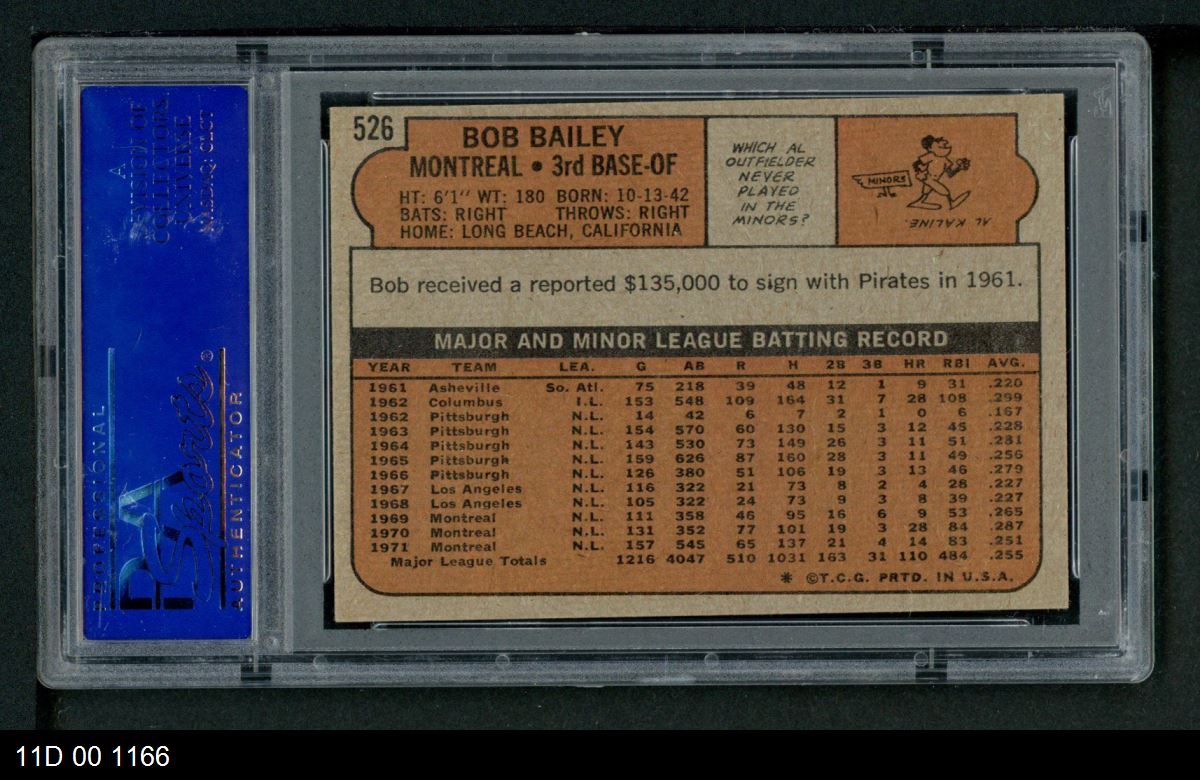 A
DIVISION OF
COLLECTORS
UNIVERSE
NASDAQ: CLCT
PROFESSIONAL
PSA
Sports®
AUTHENTICATOR
526
BOB BAILEY
MONTREAL • 3rd BASE-OF
HT: 6'1" WT: 180 BORN: 10-13-42
BATS: RIGHT THROWS: RIGHT
HOME: LONG BEACH, CALIFORNIA
WHICH AL
OUTFIELDER
NEVER
PLAYED
IN THE
MINORS?
MINORS
AL KALINE.
Bob received a reported $135,000 to sign with Pirates in 1961.
MAJOR AND MINOR LEAGUE BATTING RECORD
YEAR TEAM LEA. G AB R H 2B 3B HR RBI AVG.
1961 Asheville So. Atl. 75 218 39 48 12 1 9 31 .220
1962 Columbus I.L. 153 548 109 164 31 7 28 108 .299
1962 Pittsburgh N.L. 14 42 6 7 2 1 0 6 .167
1963 Pittsburgh N.L. 154 570 60 130 15 3 12 45 .228
1964 Pittsburgh N.L. 143 530 73 149 26 3 11 51 .281
1965 Pittsburgh N.L. 159 626 87 160 28 3 11 49 .256
1966 Pittsburgh N.L. 126 380 51 106 19 3 13 46 .279
1967 Los Angeles N.L. 116 322 21 73 8 2 4 28 .227
1968 Los Angeles N.L. 105 322 24 73 9 3 8 39 .227
1969 Montreal N.L. 111 358 46 95 16 6 9 53 .265
1970 Montreal N.L. 131 352 77 101 19 3 28 84 .287
1971 Montreal N.L. 157 545 65 137 21 4 14 83 .251
Major League Totals 1216 4047 510 1031 163 31 110 484 .255
* ©T.C.G. PRTD. IN U.S.A.
11D 00 1166